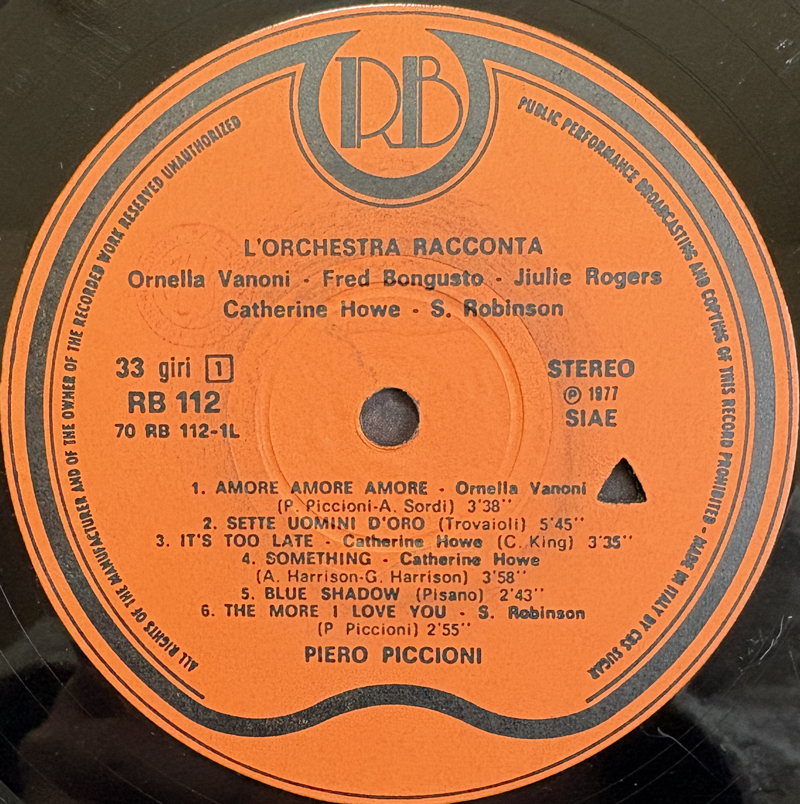 RB
ALL RIGHTS OF THE MANUFACTURER AND OF THE OWNER OF THE RECORDED WORK RESERVED UNAUTHORIZED
PUBLIC PERFORMANCE BROADCASTING AND COPYING OF THIS RECORD PROHIBITED - MADE IN ITALY BY CBS SUGAR
L'ORCHESTRA RACCONTA
Ornella Vanoni - Fred Bongusto - Jiulie Rogers
Catherine Howe - S. Robinson
33 giri 1
RB 112
70 RB 112-1L
STEREO
℗ 1977
SIAE
1. AMORE AMORE AMORE - Ornella Vanoni
(P. Piccioni-A. Sordi) 3'38''
2. SETTE UOMINI D'ORO (Trovaioli) 5'45''
3. IT'S TOO LATE - Catherine Howe (C. King) 3'35''
4. SOMETHING - Catherine Howe
(A. Harrison-G. Harrison) 3'58''
5. BLUE SHADOW (Pisano) 2'43''
6. THE MORE I LOVE YOU - S. Robinson
(P Piccioni) 2'55''
PIERO PICCIONI